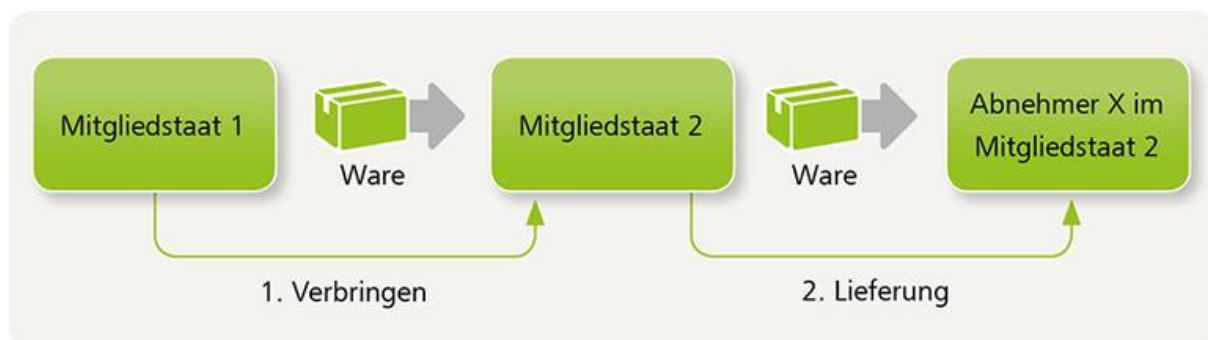 Mitgliedstaat 1
Ware
Mitgliedstaat 2
Ware
Abnehmer X im
Mitgliedstaat 2
1. Verbringen
2. Lieferung